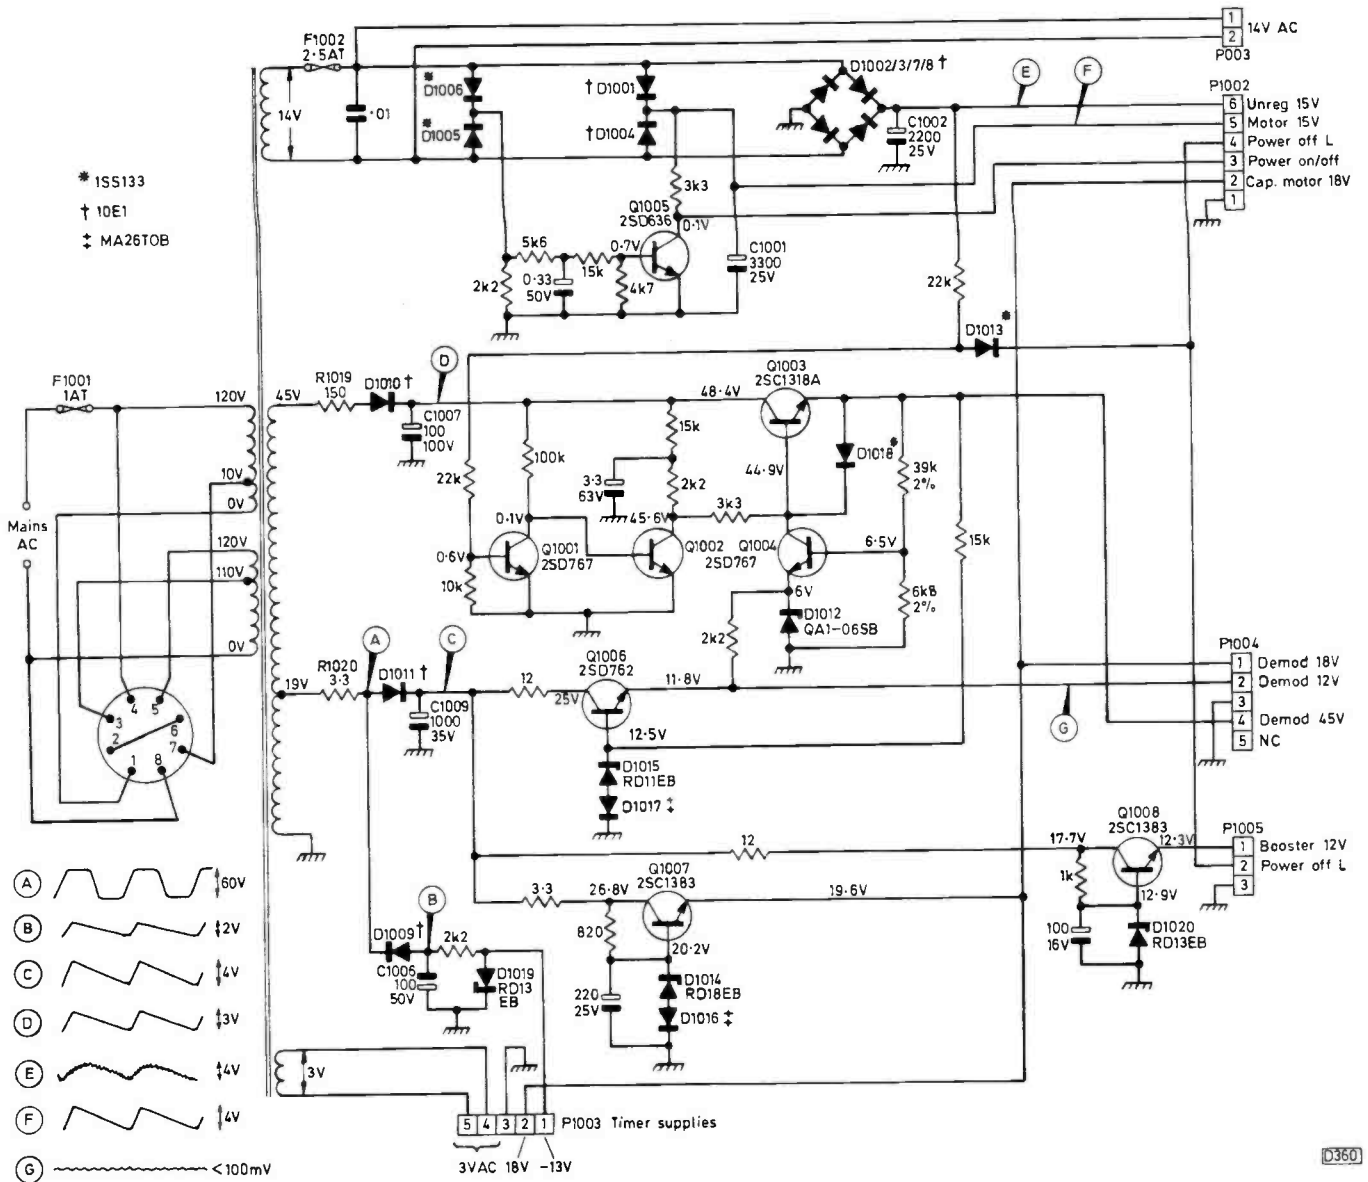 F1002
2·5AT
14V
·01
* D1006
* D1005
† D1001
† D1004
D1002/3/7/8 †
E
F
1
2
14V AC
P003
P1002
6 Unreg 15V
5 Motor 15V
4 Power off L
3 Power on/off
2 Cap. motor 18V
1
C1002
2200
25V
* 1SS133
† 10E1
‡ MA26TOB
3k3
Q1005
2SD636
0·1V
5k6
15k
0·7V
2k2
0·33
50V
4k7
C1001
3300
25V
22k
D1013 *
F1001
1AT
120V
10V
0V
120V
110V
0V
Mains
AC
45V
R1019
150
D1010 †
D
C1007
100
100V
48·4V
Q1003
2SC1318A
15k
100k
22k
3·3
63V
2k2
44·9V
D1018 *
39k
2%
3k3
45·6V
0·1V
Q1001
2SD767
Q1002
2SD767
Q1004
6·5V
15k
0·6V
10k
6V
D1012
QA1-06SB
6k8
2%
2k2
A
C
19V
R1020
3·3
D1011 †
C1009
1000
35V
12
Q1006
2SD762
25V
11·8V
12·5V
D1015
RD11EB
D1017 ‡
P1004
1 Demod 18V
2 Demod 12V
3
4 Demod 45V
5 NC
G
4
5
3
6
2
7
1
8
12
17·7V
Q1008
2SC1383
12·3V
P1005
1 Booster 12V
2 Power off L
3
1k
12·9V
100
16V
D1020
RD13EB
3·3
26·8V
Q1007
2SC1383
19·6V
820
20·2V
220
25V
D1014
RD18EB
D1016 ‡
B
D1009 †
2k2
C1006
100
50V
D1019
RD13
EB
A 60V
B 2V
C 4V
D 3V
E 4V
F 4V
G <100mV
3V
5 4 3 2 1 P1003 Timer supplies
3VAC 18V -13V
D360